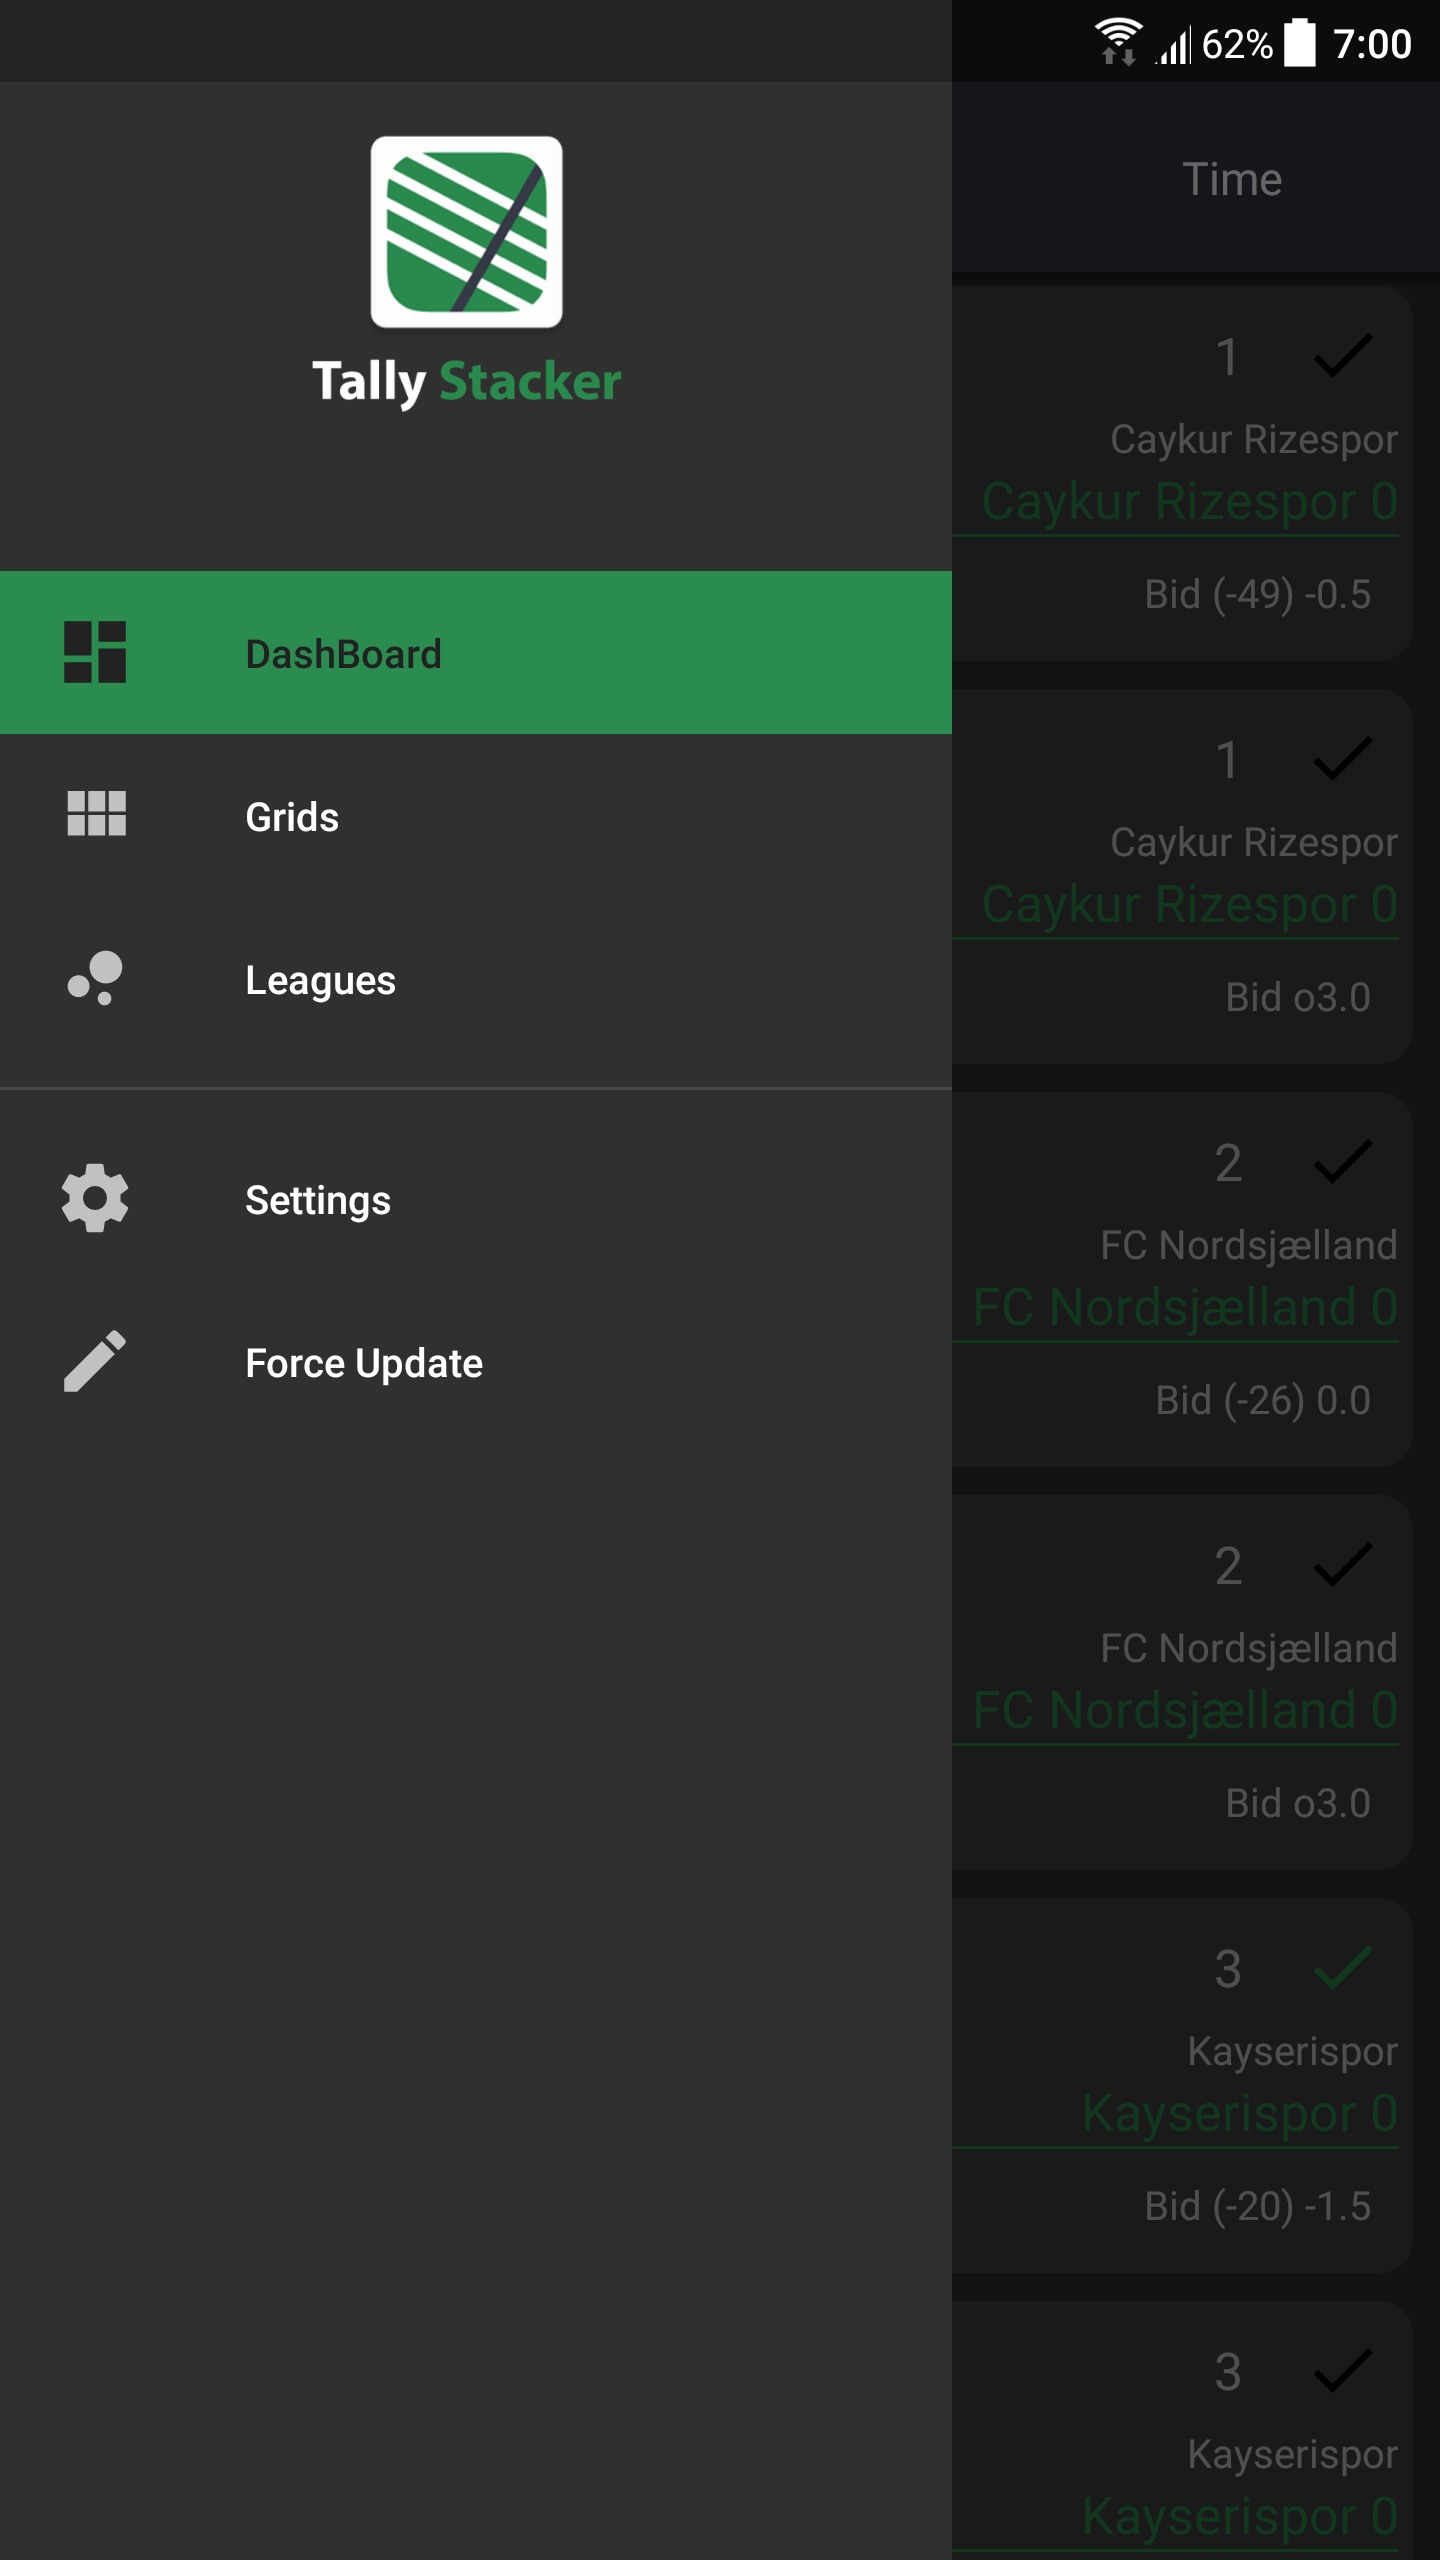 62% 7:00
Time
Tally Stacker
DashBoard
Grids
Leagues
Settings
Force Update
1
Caykur Rizespor
Caykur Rizespor 0
Bid (-49) -0.5
1
Caykur Rizespor
Caykur Rizespor 0
Bid o3.0
2
FC Nordsjælland
FC Nordsjælland 0
Bid (-26) 0.0
2
FC Nordsjælland
FC Nordsjælland 0
Bid o3.0
3
Kayserispor
Kayserispor 0
Bid (-20) -1.5
3
Kayserispor
Kayserispor 0